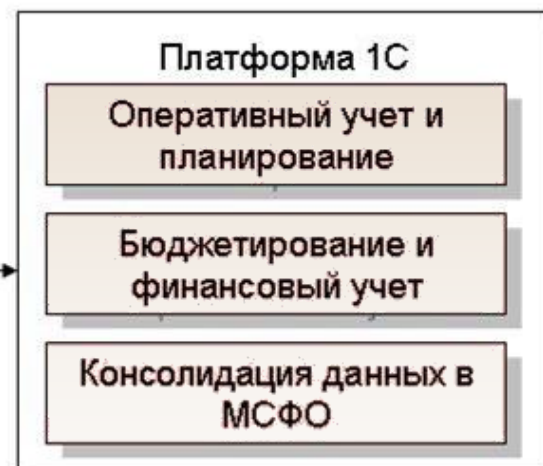 Платформа 1С
Оперативный учет и
планирование
Бюджетирование и
финансовый учет
Консолидация данных в
МСФО